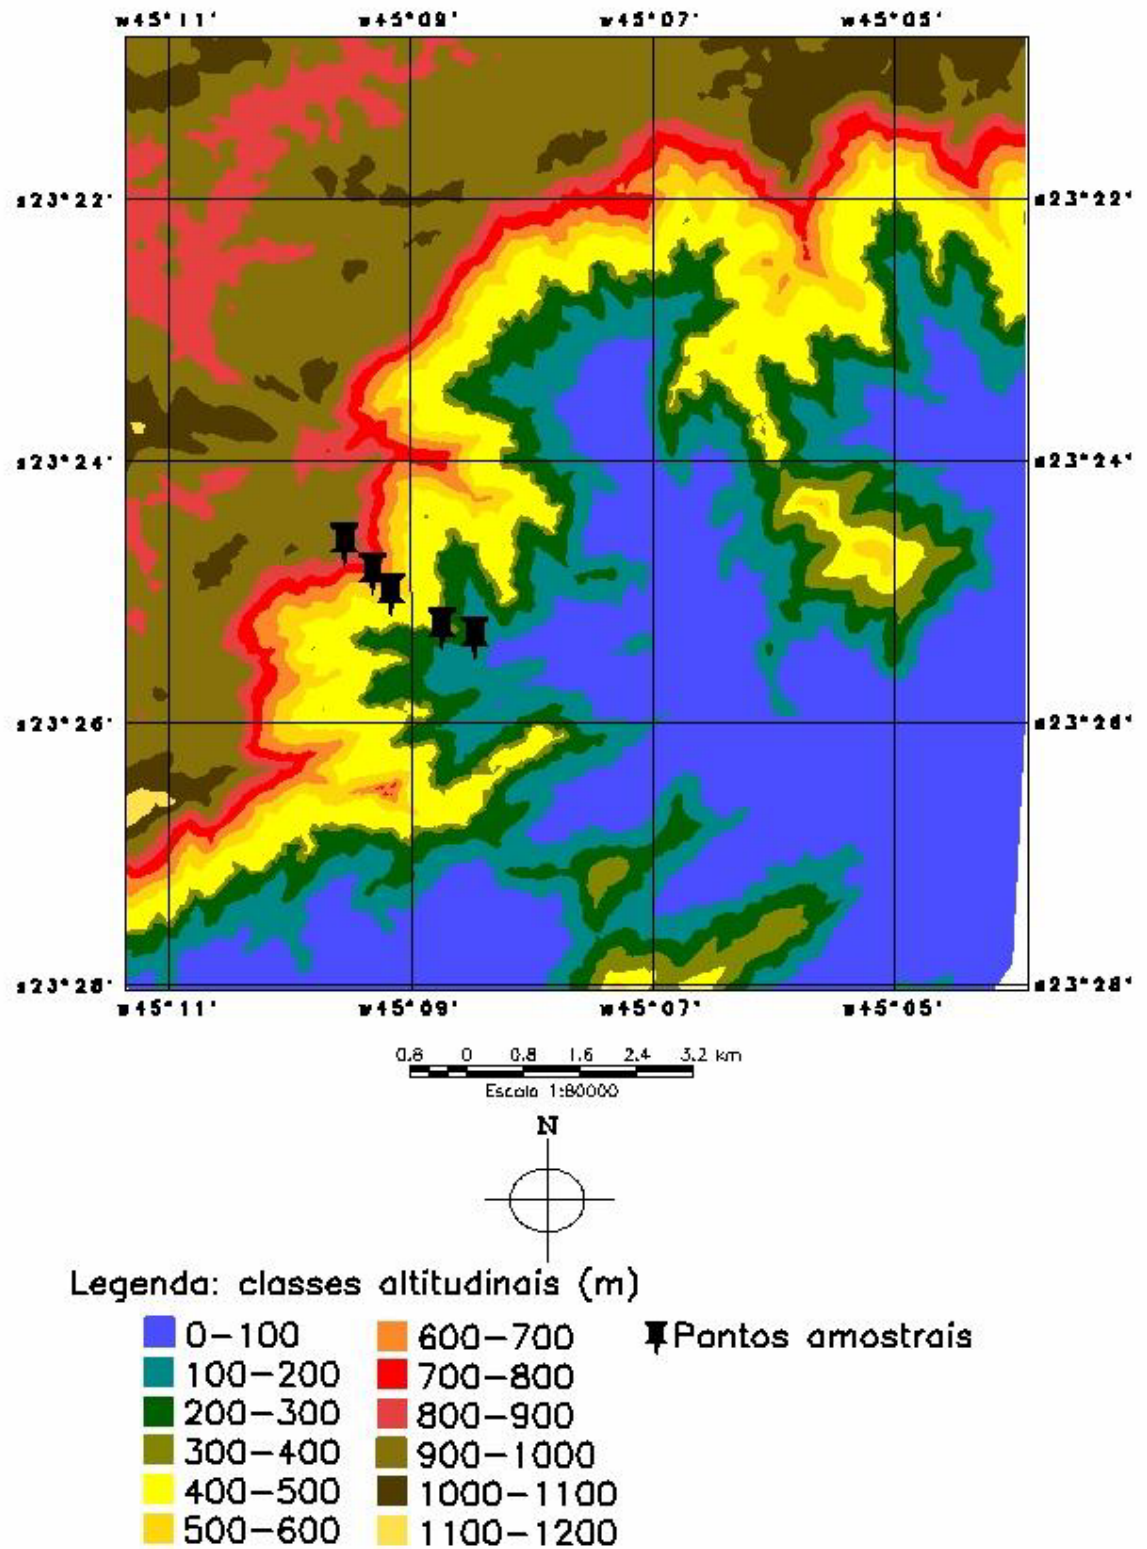 w45°11' w45°09' w45°07' w45°05'
s23°22' s23°22'
s23°24' s23°24'
s23°26' s23°26'
s23°28' s23°28'
w45°11' w45°09' w45°07' w45°05'
0.8 0 0.8 1.6 2.4 3.2 km
Escala 1:80000
N
Legenda: classes altitudinais (m)
0-100 600-700 Pontos amostrais
100-200 700-800
200-300 800-900
300-400 900-1000
400-500 1000-1100
500-600 1100-1200